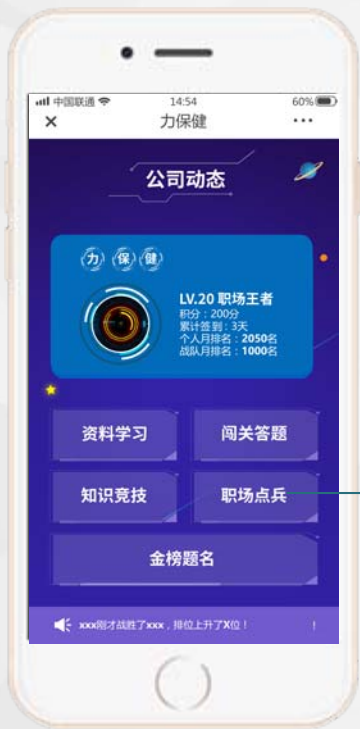 中国联通 14:54 60%
力保健
公司动态
力 保 健
LV.20 职场王者
积分：200分
累计签到：3天
个人月排名：2050名
战队月排名：1000名
资料学习 闯关答题
知识竞技 职场点兵
金榜题名
xxx刚才战胜了xxx，排位上升了X位！ !